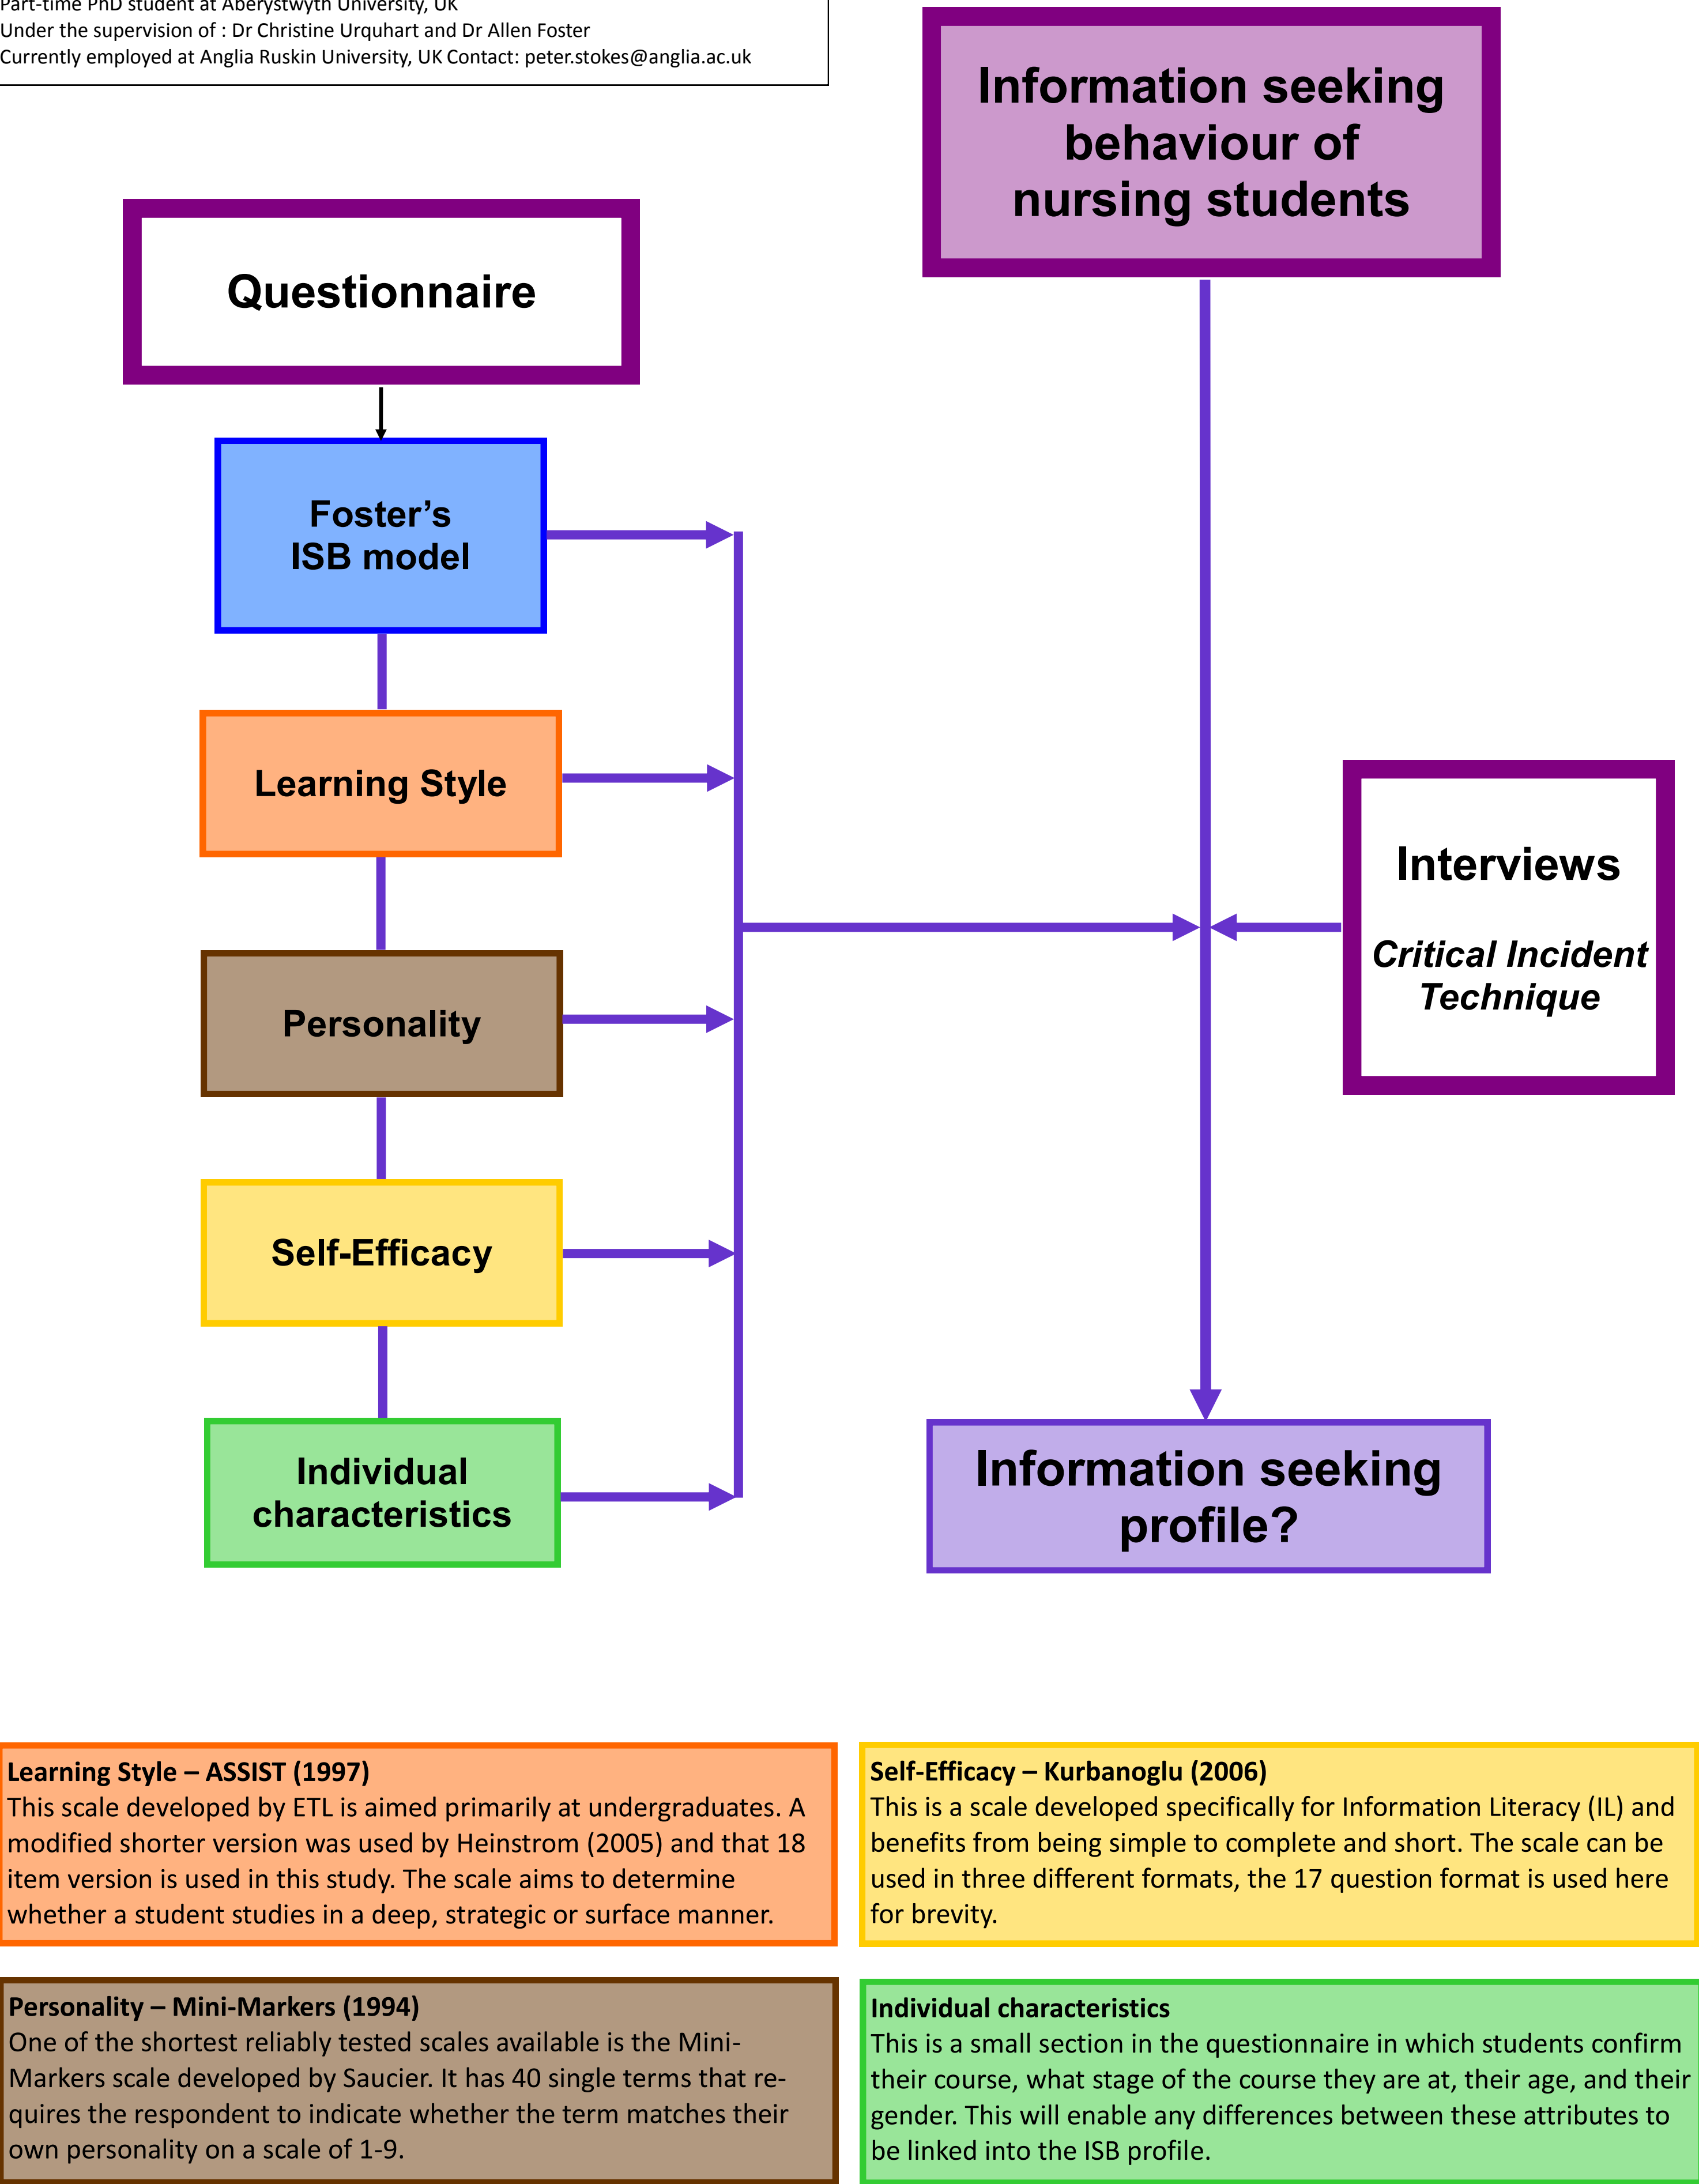 Part-time PhD student at Aberystwyth University, UK
Under the supervision of : Dr Christine Urquhart and Dr Allen Foster
Currently employed at Anglia Ruskin University, UK Contact: peter.stokes@anglia.ac.uk
Information seeking
behaviour of
nursing students
Questionnaire
Foster’s
ISB model
Learning Style
Interviews
Critical Incident
Technique
Personality
Self-Efficacy
Individual
characteristics
Information seeking
profile?
Learning Style – ASSIST (1997)
This scale developed by ETL is aimed primarily at undergraduates. A
modified shorter version was used by Heinstrom (2005) and that 18
item version is used in this study. The scale aims to determine
whether a student studies in a deep, strategic or surface manner.
Self-Efficacy – Kurbanoglu (2006)
This is a scale developed specifically for Information Literacy (IL) and
benefits from being simple to complete and short. The scale can be
used in three different formats, the 17 question format is used here
for brevity.
Personality – Mini-Markers (1994)
One of the shortest reliably tested scales available is the Mini-
Markers scale developed by Saucier. It has 40 single terms that re-
quires the respondent to indicate whether the term matches their
own personality on a scale of 1-9.
Individual characteristics
This is a small section in the questionnaire in which students confirm
their course, what stage of the course they are at, their age, and their
gender. This will enable any differences between these attributes to
be linked into the ISB profile.